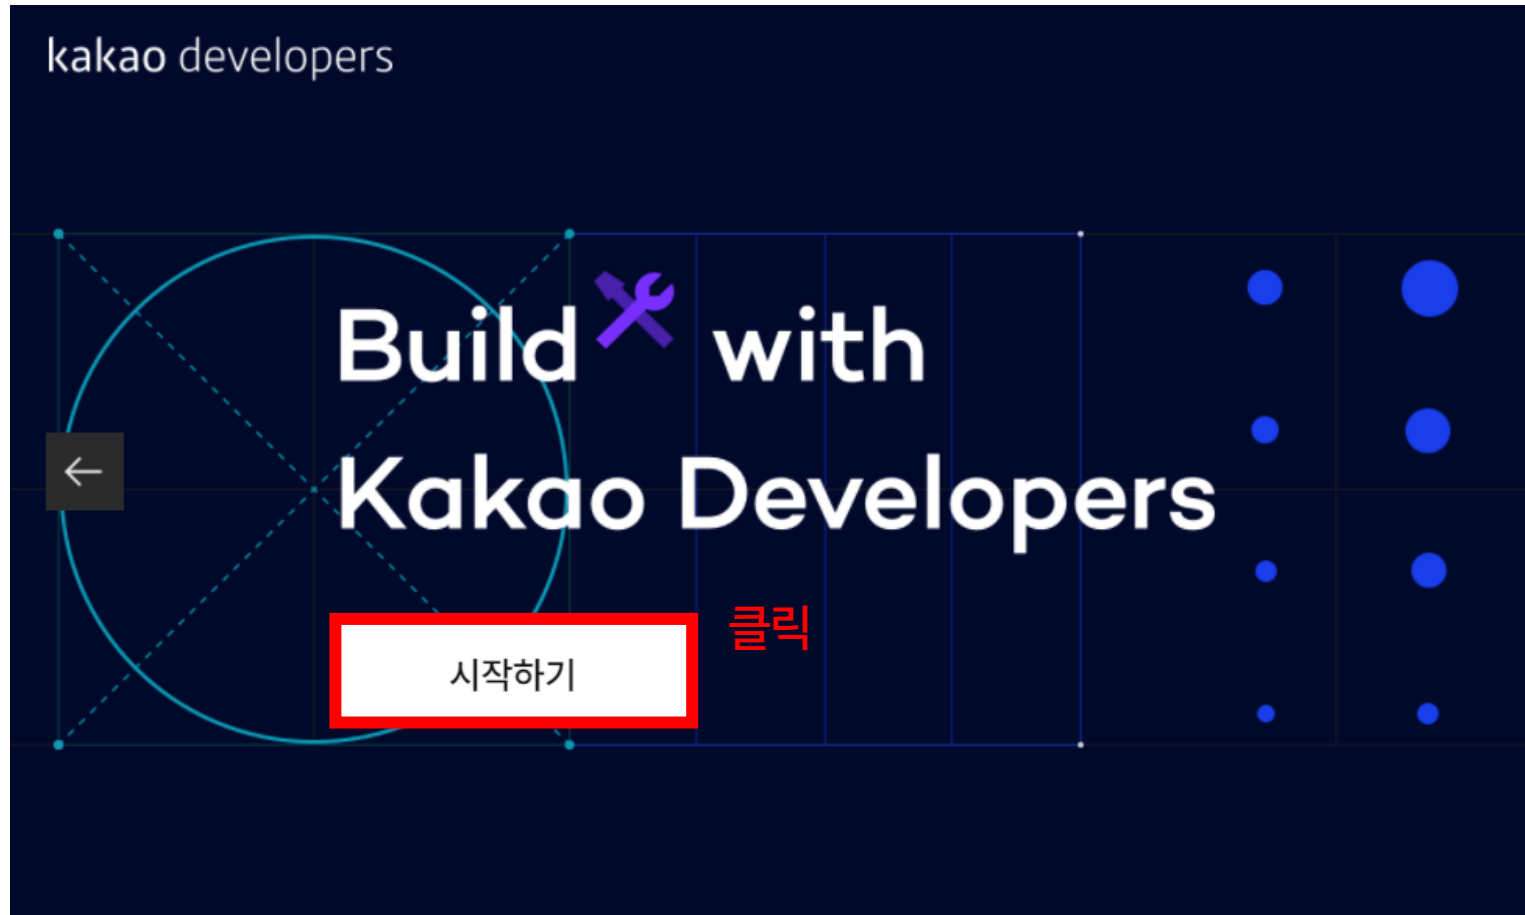 kakao developers
Build with
Kakao Developers
클릭
시작하기